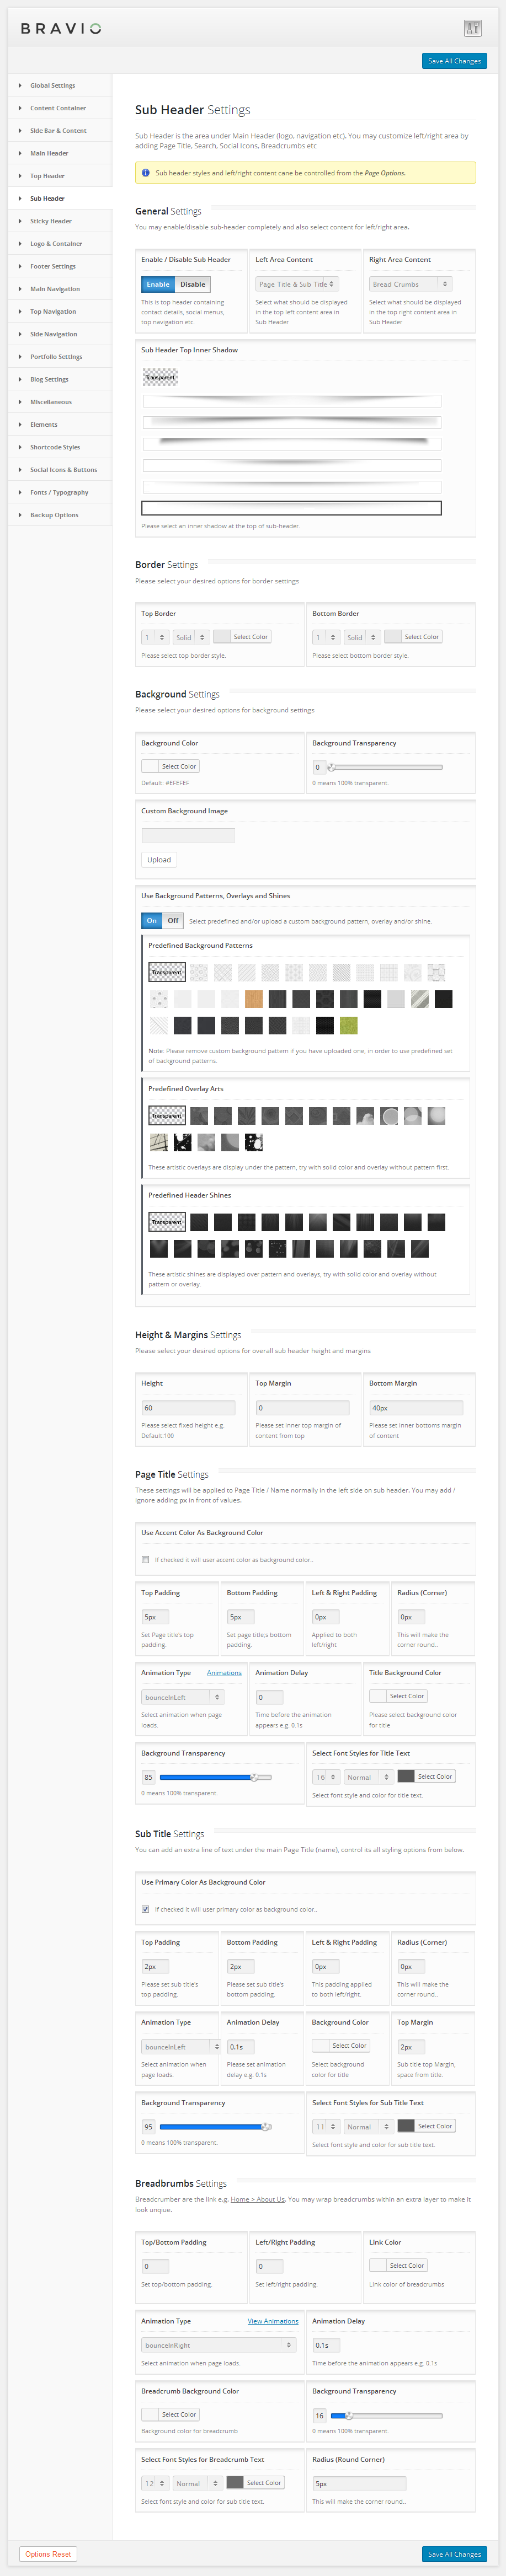 BRAVIO
Save All Changes
Global Settings
Content Container
Side Bar & Content
Main Header
Top Header
Sub Header
Sticky Header
Logo & Container
Footer Settings
Main Navigation
Top Navigation
Side Navigation
Portfolio Settings
Blog Settings
Miscellaneous
Elements
Shortcode Styles
Social Icons & Buttons
Fonts / Typography
Backup Options
Sub Header Settings
Sub Header is the area under Main Header (logo, navigation etc). You may customize left/right area by
adding Page Title, Search, Social Icons, Breadcrumbs etc
Sub header styles and left/right content cane be controlled from the Page Options.
General Settings
You may enable/disable sub-header completely and also select content for left/right area.
Enable / Disable Sub Header
Left Area Content
Right Area Content
Enable Disable
Page Title & Sub Title
Bread Crumbs
This is top header containing
contact details, social menus,
top navigation etc.
Select what should be displayed
in the top left content area in
Sub Header
Select what should be displayed
in the top right content area in
Sub Header
Sub Header Top Inner Shadow
Transparent
Please select an inner shadow at the top of sub-header.
Border Settings
Please select your desired options for border settings
Top Border
Bottom Border
1 Solid Select Color
1 Solid Select Color
Please select top border style.
Please select bottom border style.
Background Settings
Please select your desired options for background settings
Background Color
Background Transparency
Select Color
0
Default: #EFEFEF
0 means 100% transparent.
Custom Background Image
Upload
Use Background Patterns, Overlays and Shines
On Off Select predefined and/or upload a custom background pattern, overlay and/or shine.
Predefined Background Patterns
Transparent
Note: Please remove custom background pattern if you have uploaded one, in order to use predefined set
of background patterns.
Predefined Overlay Arts
Transparent
These artistic overlays are display under the pattern, try with solid color and overlay without pattern first.
Predefined Header Shines
Transparent
These artistic shines are displayed over pattern and overlays, try with solid color and overlay without
pattern or overlay.
Height & Margins Settings
Please select your desired options for overall sub header height and margins
Height
Top Margin
Bottom Margin
60
0
40px
Please select fixed height e.g.
Default:100
Please set inner top margin of
content from top
Please set inner bottoms margin
of content
Page Title Settings
These settings will be applied to Page Title / Name normally in the left side on sub header. You may add /
ignore adding px in front of values.
Use Accent Color As Background Color
If checked it will user accent color as background color..
Top Padding
Bottom Padding
Left & Right Padding
Radius (Corner)
5px
5px
0px
0px
Set Page title's top
padding.
Set page title;s bottom
padding.
Applied to both
left/right
This will make the
corner round..
Animation Type Animations
Animation Delay
Title Background Color
bounceInLeft
0
Select Color
Select animation when page
loads.
Time before the animation
appears e.g. 0.1s
Please select background color
for title
Background Transparency
Select Font Styles for Title Text
85
16 Normal Select Color
0 means 100% transparent.
Select font style and color for title text.
Sub Title Settings
You can add an extra line of text under the main Page Title (name), control its all styling options from below.
Use Primary Color As Background Color
If checked it will user primary color as background color..
Top Padding
Bottom Padding
Left & Right Padding
Radius (Corner)
2px
2px
0px
0px
Please set sub title's
top padding.
Please set sub title's
bottom padding.
This padding applied
to both left/right.
This will make the
corner round..
Animation Type
Animation Delay
Background Color
Top Margin
bounceInLeft
0.1s
Select Color
2px
Select animation when
page loads.
Please set animation
delay e.g. 0.1s
Select background
color for title
Sub title top Margin,
space from title.
Background Transparency
Select Font Styles for Sub Title Text
95
11 Normal Select Color
0 means 100% transparent.
Select font style and color for sub title text.
Breadbrumbs Settings
Breadcrumber are the link e.g. Home > About Us. You may wrap breadcrumbs within an extra layer to make it
look unqiue.
Top/Bottom Padding
Left/Right Padding
Link Color
0
0
Select Color
Set top/bottom padding.
Set left/right padding.
Link color of breadcrumbs
Animation Type View Animations
Animation Delay
bounceInRight
0.1s
Select animation when page loads.
Time before the animation appears e.g. 0.1s
Breadcrumb Background Color
Background Transparency
Select Color
16
Background color for breadcrumb
0 means 100% transparent.
Select Font Styles for Breadcrumb Text
Radius (Round Corner)
12 Normal Select Color
5px
Select font style and color for sub title text.
This will make the corner round..
Options Reset
Save All Changes